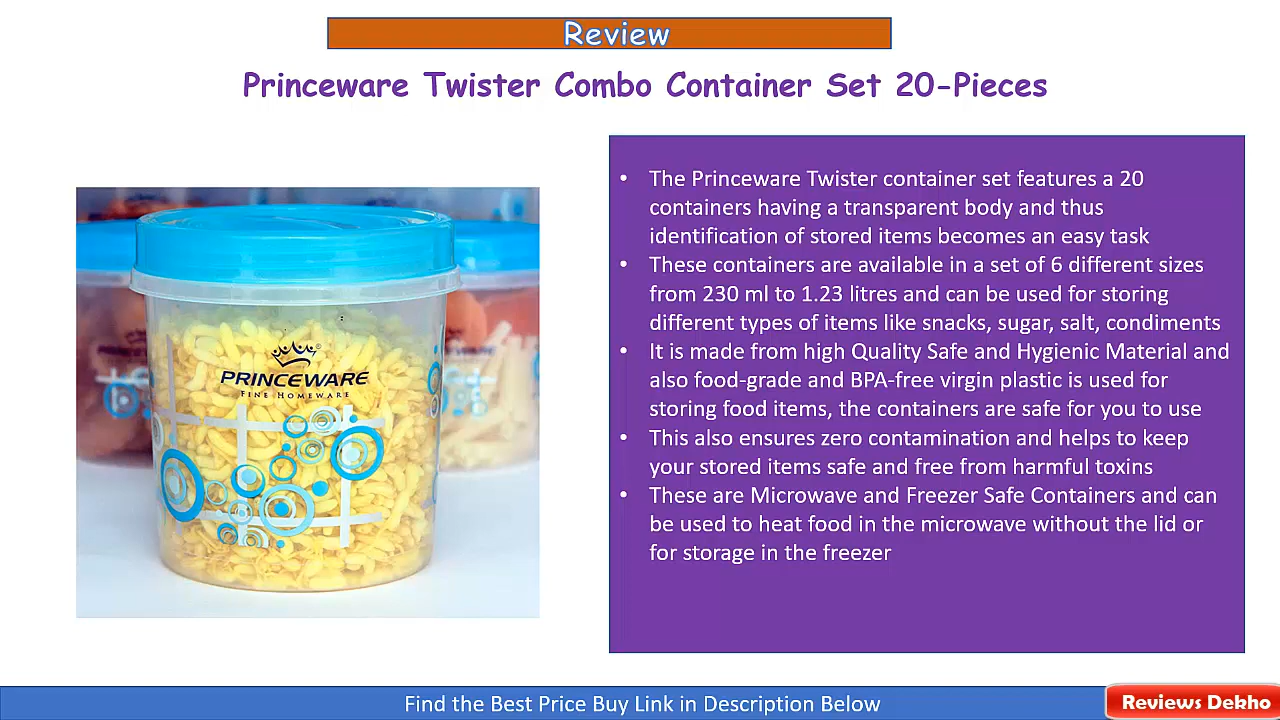 Review
Princeware Twister Combo Container Set 20-Pieces
PRINCEWARE
FINE HOMEWARE
PRINCEWARE
• The Princeware Twister container set features a 20
containers having a transparent body and thus
identification of stored items becomes an easy task
• These containers are available in a set of 6 different sizes
from 230 ml to 1.23 litres and can be used for storing
different types of items like snacks, sugar, salt, condiments
• It is made from high Quality Safe and Hygienic Material and
also food-grade and BPA-free virgin plastic is used for
storing food items, the containers are safe for you to use
• This also ensures zero contamination and helps to keep
your stored items safe and free from harmful toxins
• These are Microwave and Freezer Safe Containers and can
be used to heat food in the microwave without the lid or
for storage in the freezer
Find the Best Price Buy Link in Description Below
Reviews Dekho